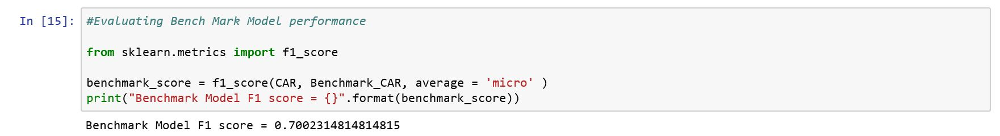 In [15]: #Evaluating Bench Mark Model performance
from sklearn.metrics import f1_score
benchmark_score = f1_score(CAR, Benchmark_CAR, average = 'micro' )
print("Benchmark Model F1 score = {}".format(benchmark_score))
Benchmark Model F1 score = 0.7002314814814815